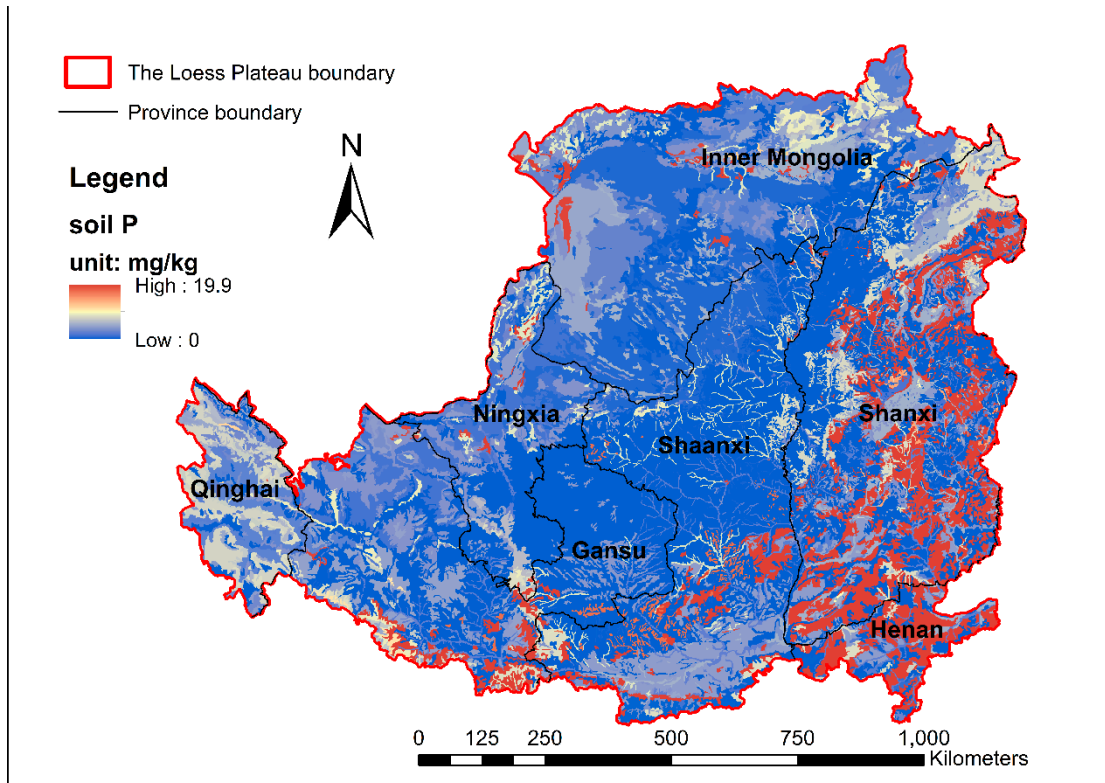 The Loess Plateau boundary
Province boundary
N
Legend
soil P
unit: mg/kg
High : 19.9
Low : 0
Inner Mongolia
Ningxia
Shaanxi
Shanxi
Qinghai
Gansu
Henan
0 125 250 500 750 1,000
Kilometers